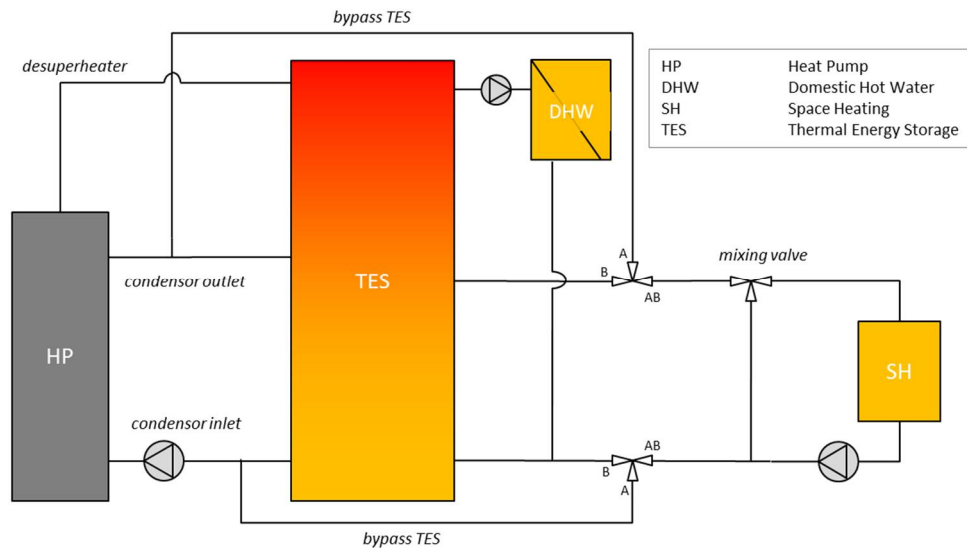 bypass TES
desuperheater
HP Heat Pump
DHW Domestic Hot Water
SH Space Heating
TES Thermal Energy Storage
DHW
A
mixing valve
B
AB
condensor outlet
TES
HP
SH
condensor inlet
AB
B
A
bypass TES